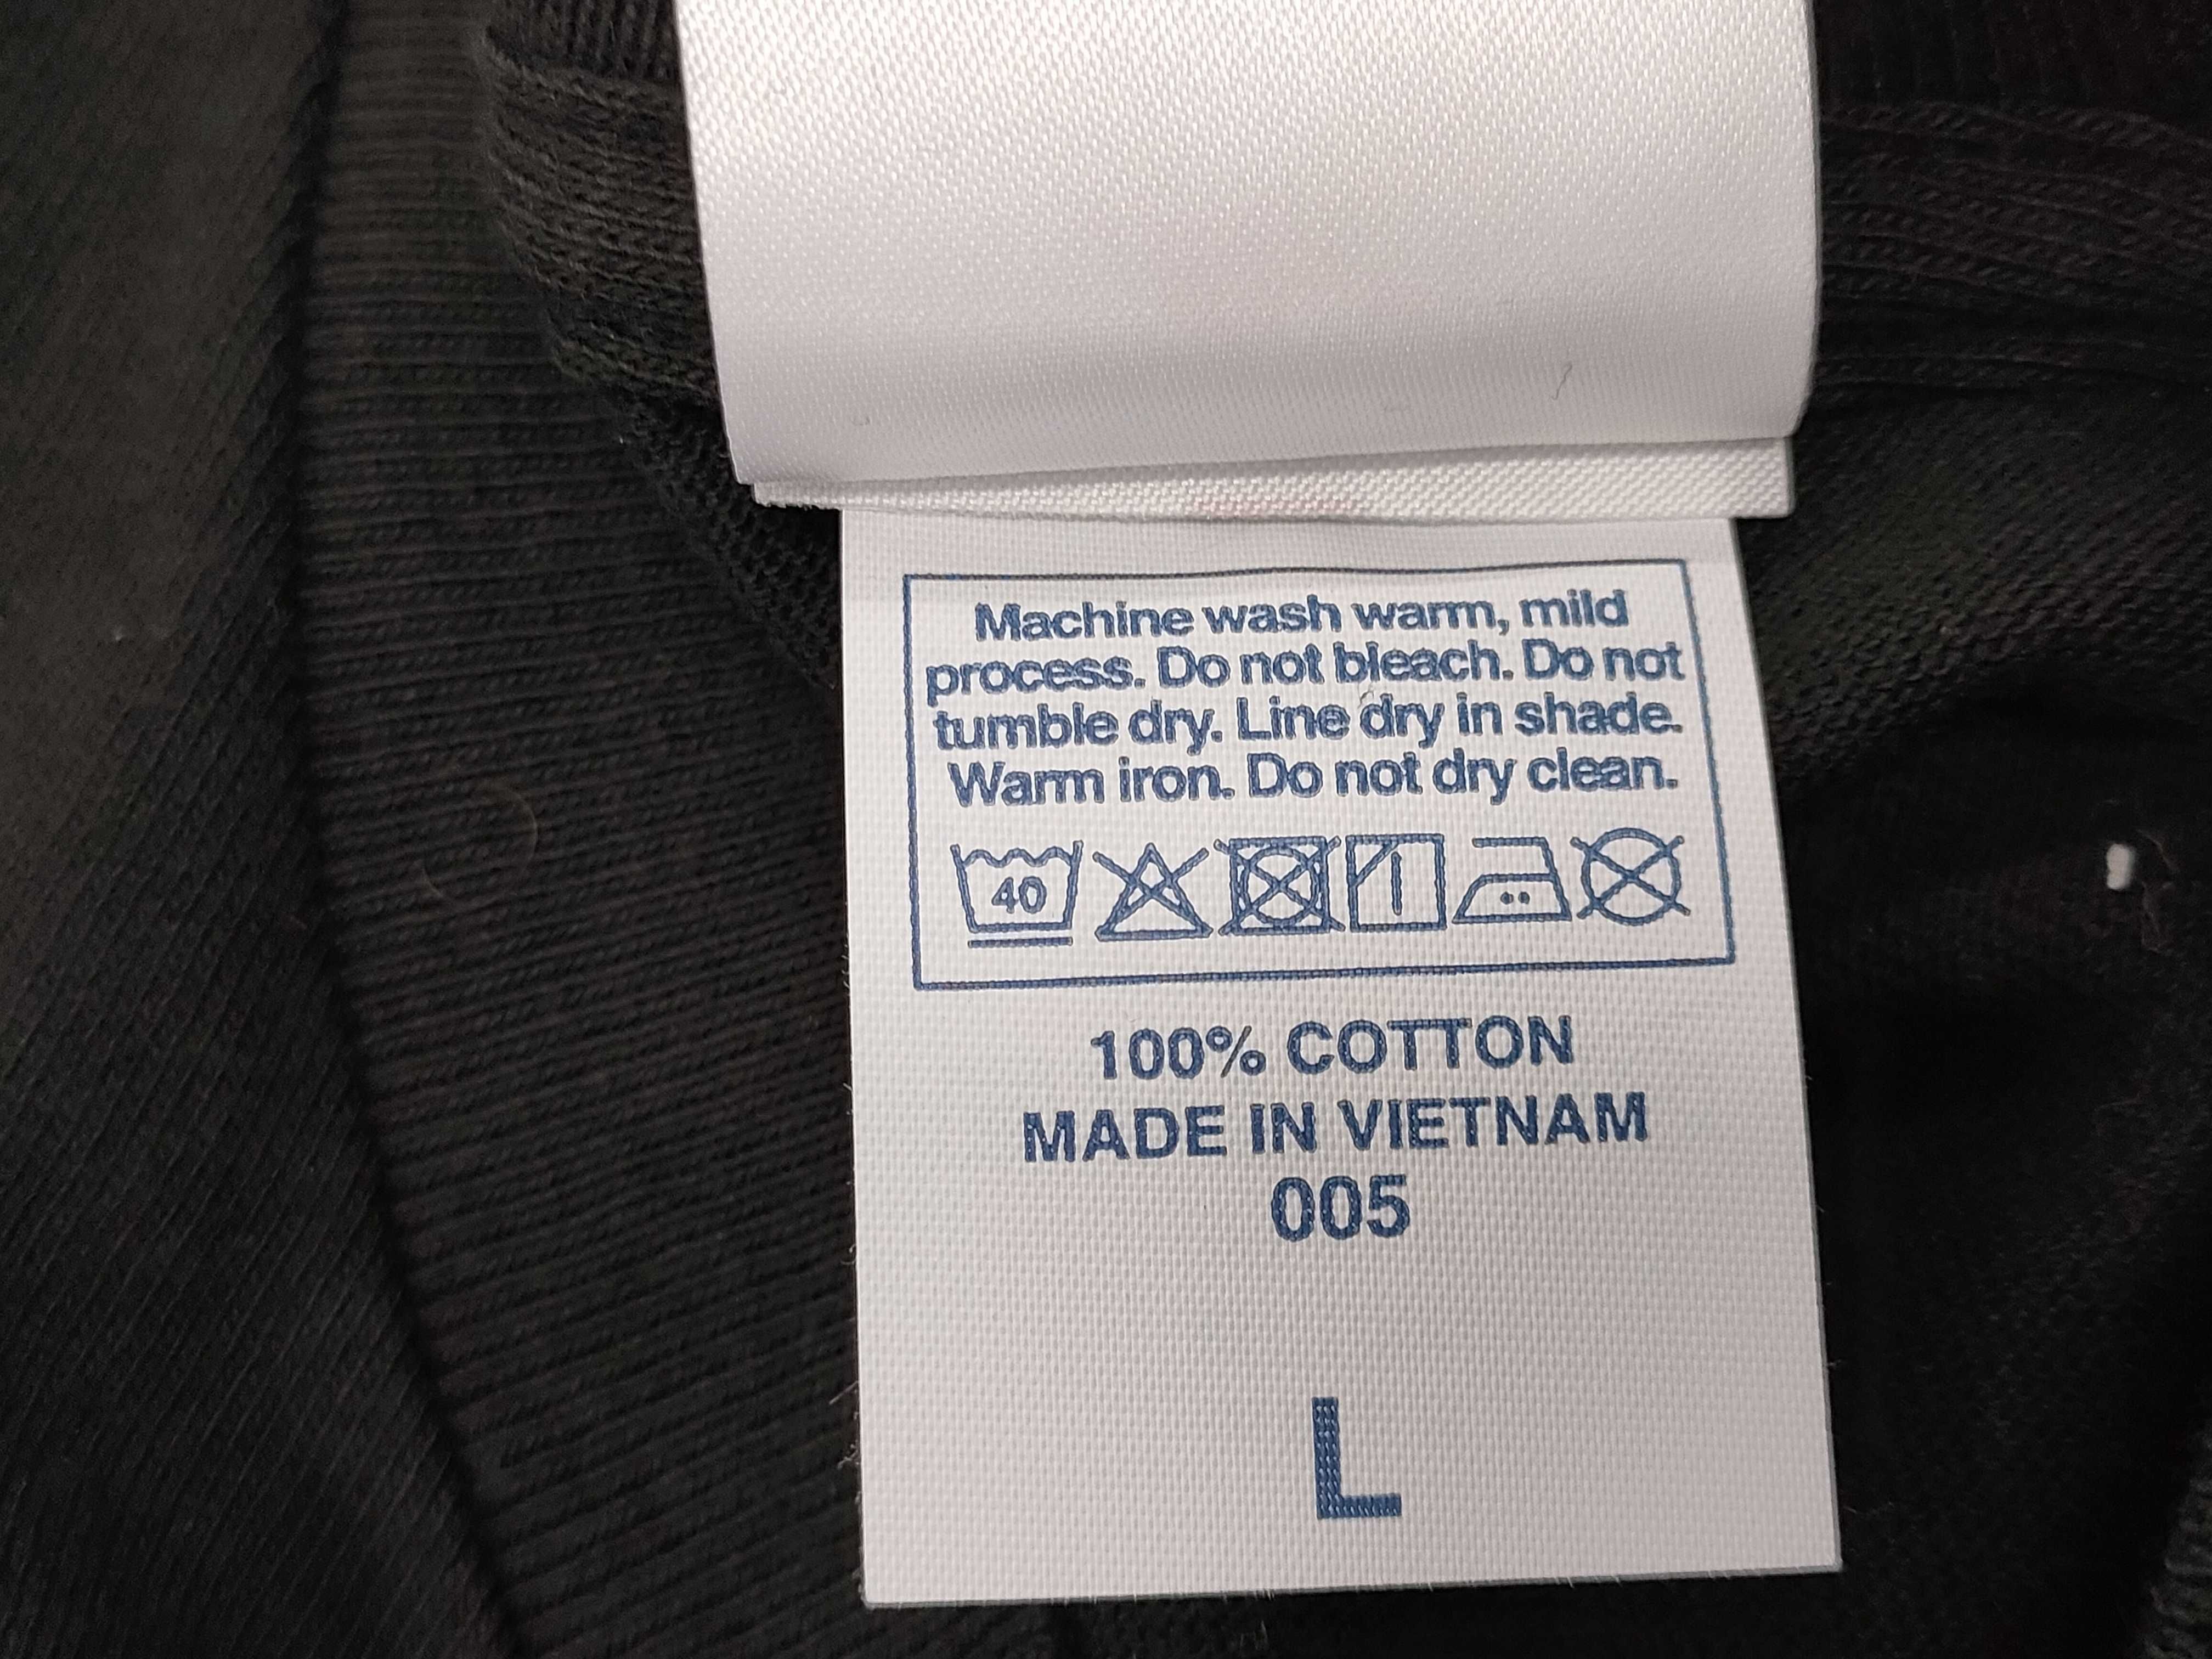 Machine wash warm, mild
process. Do not bleach. Do not
tumble dry. Line dry in shade.
Warm iron. Do not dry clean.
40
100% COTTON
MADE IN VIETNAM
005
L